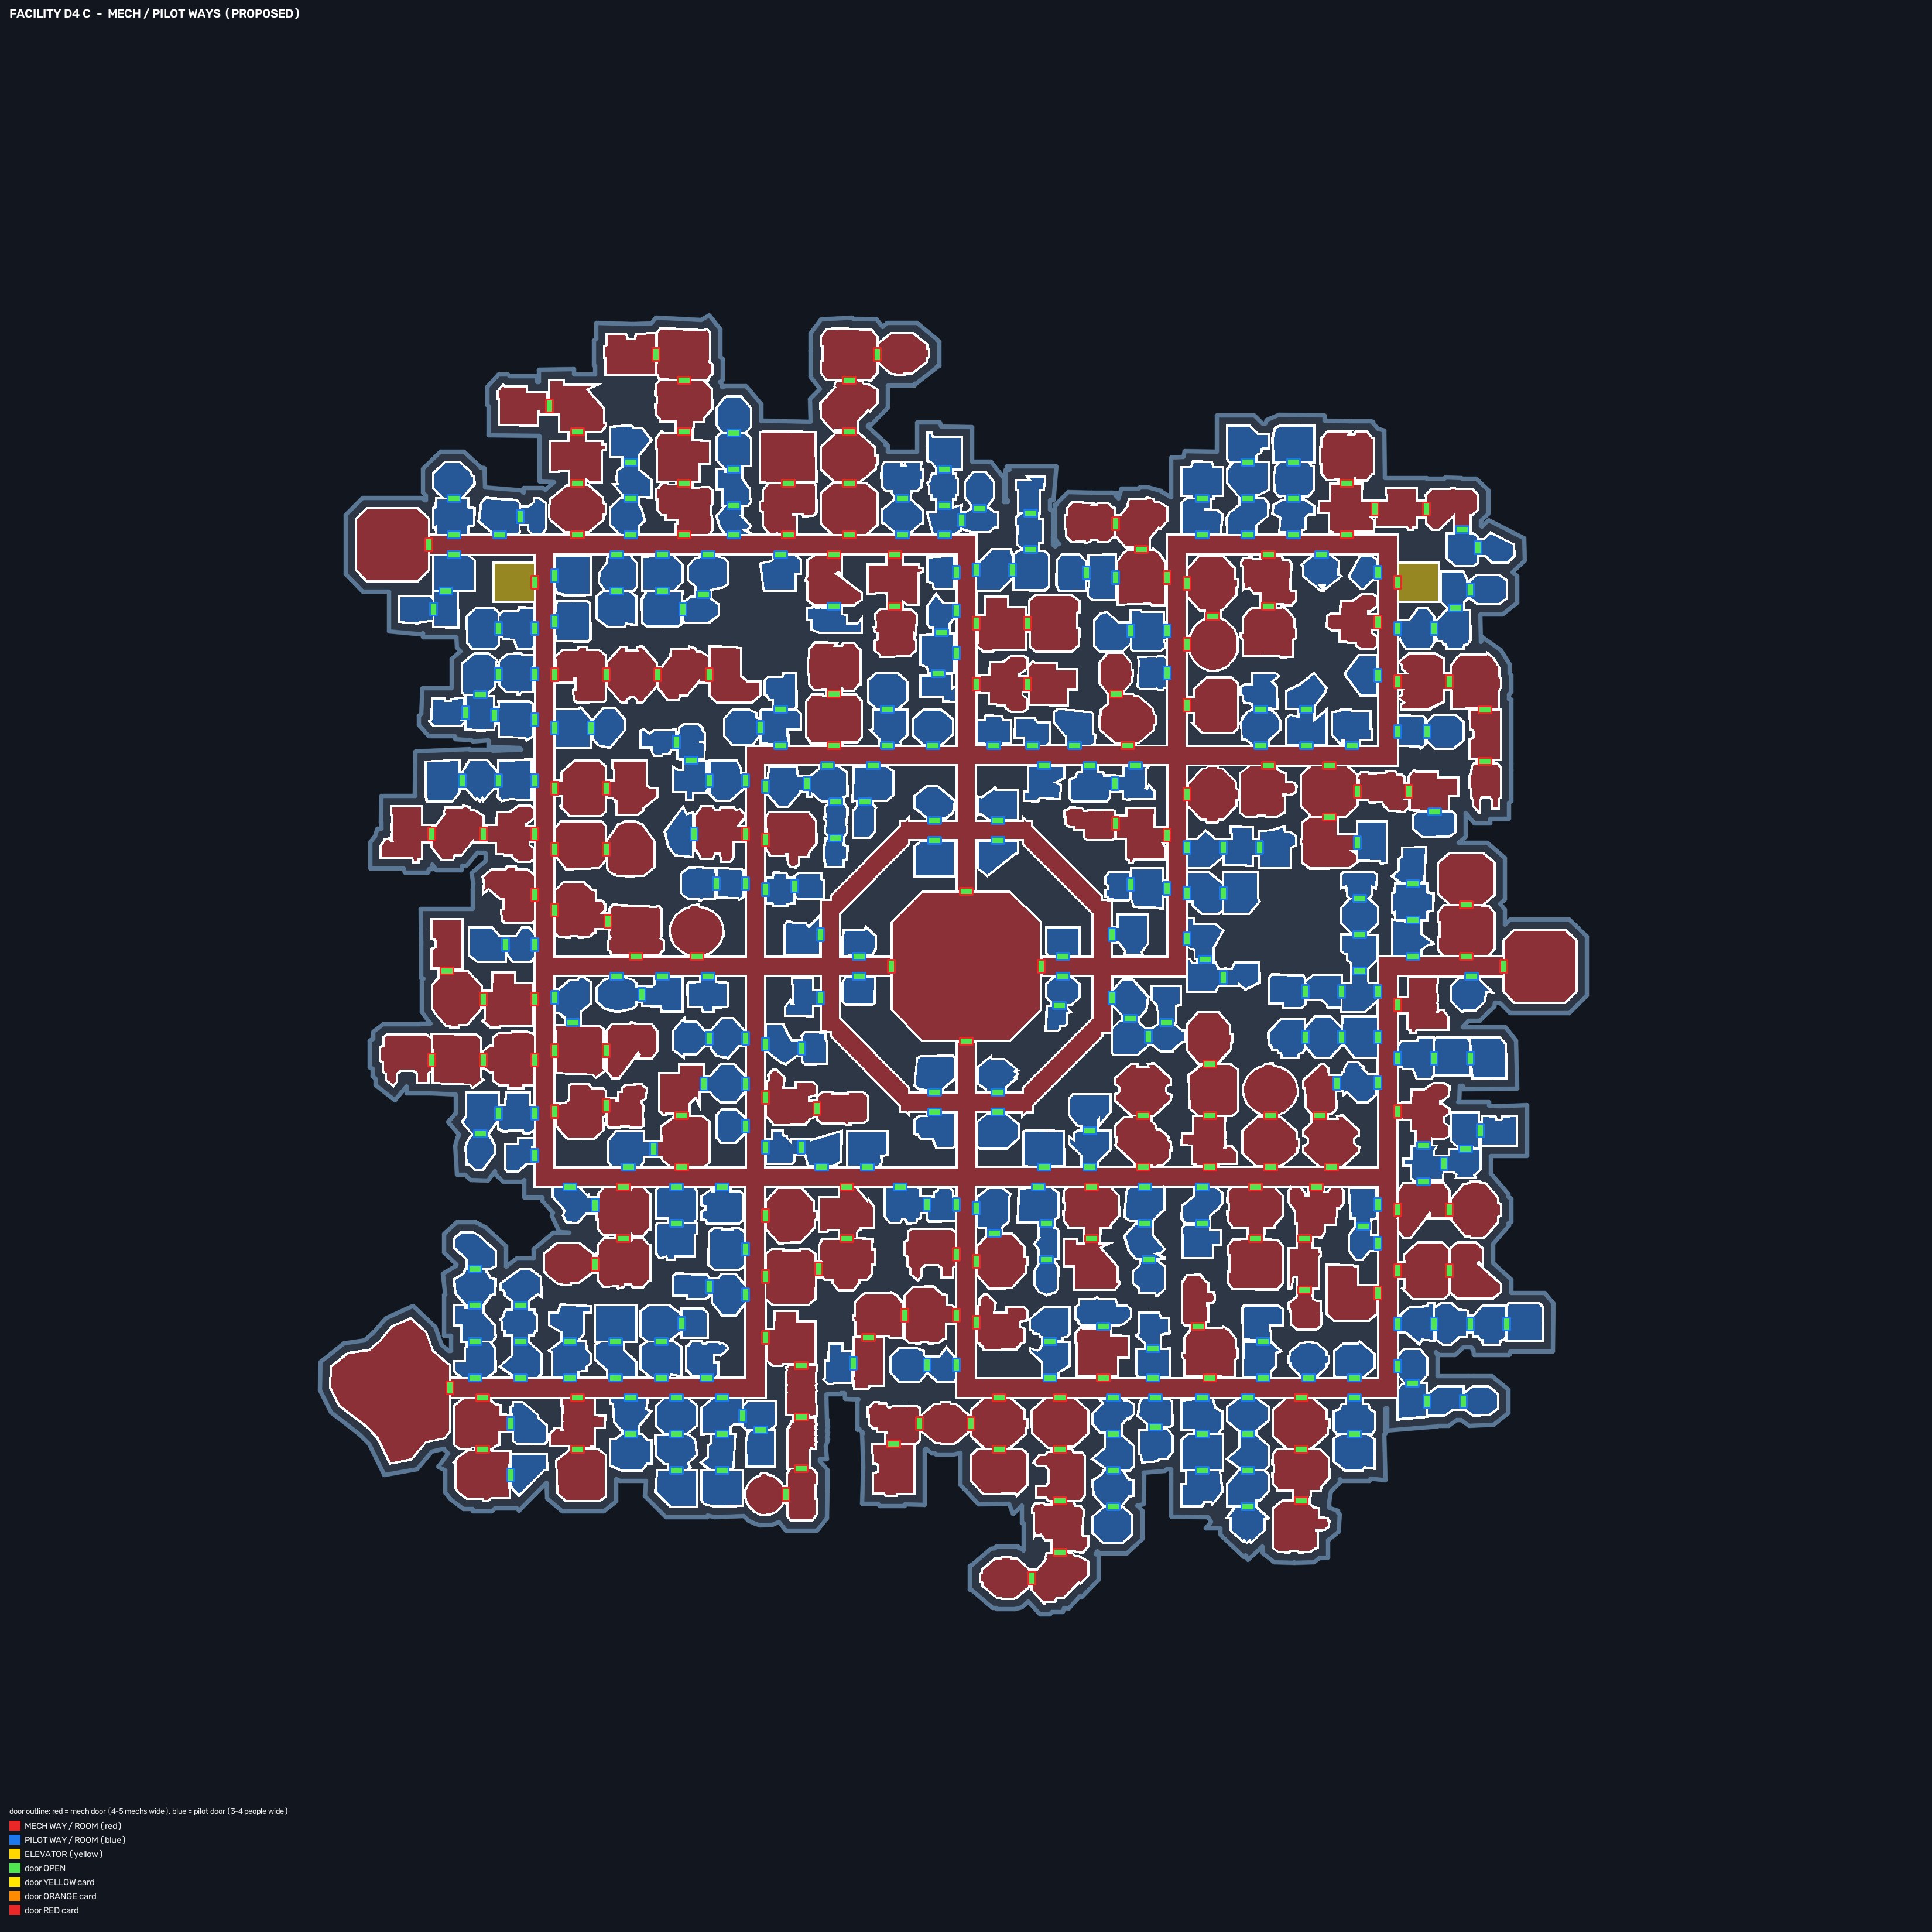 FACILITY D4 C - MECH / PILOT WAYS (PROPOSED)
door outline: red = mech door (4-5 mechs wide), blue = pilot door (3-4 people wide)
MECH WAY / ROOM (red)
PILOT WAY / ROOM (blue)
ELEVATOR (yellow)
door OPEN
door YELLOW card
door ORANGE card
door RED card